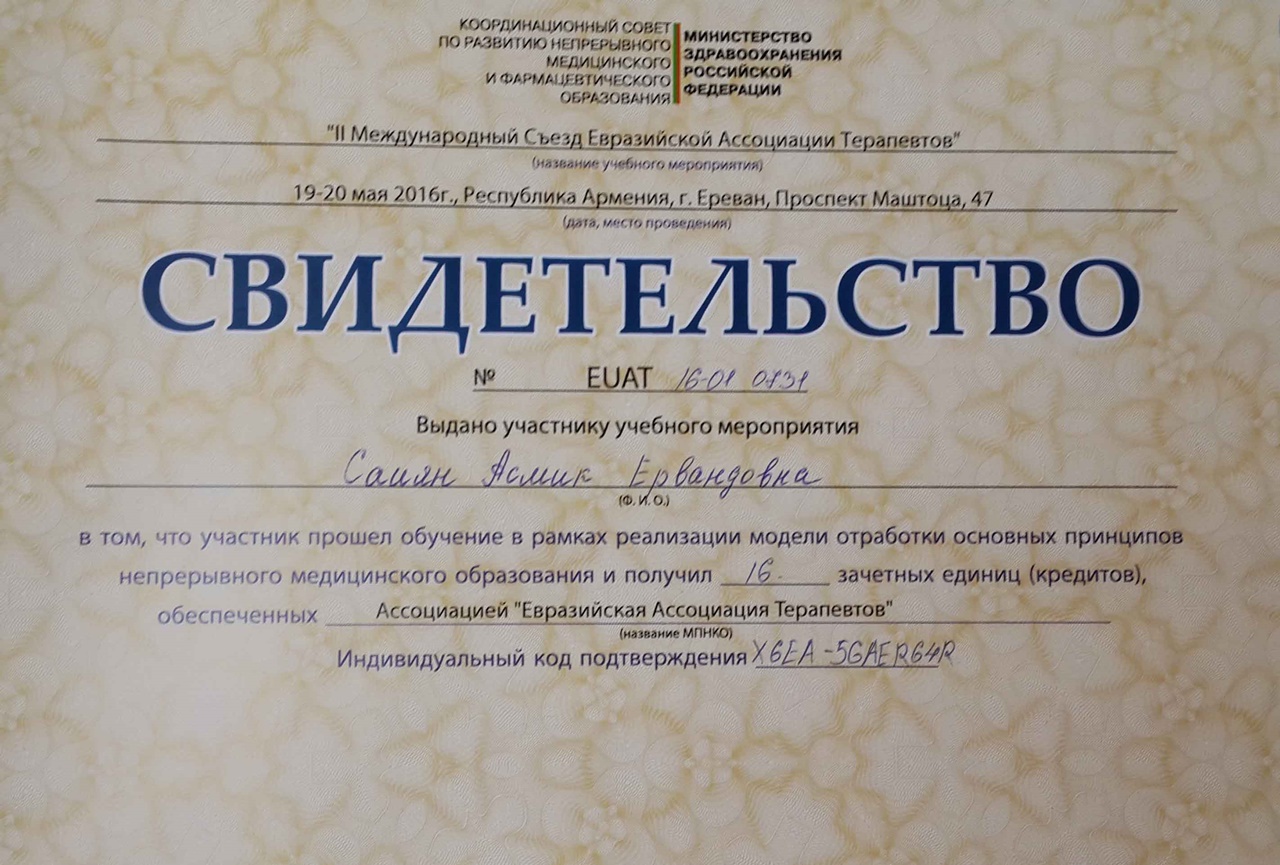 КООРДИНАЦИОННЫЙ СОВЕТ
ПО РАЗВИТИЮ НЕПРЕРЫВНОГО
МЕДИЦИНСКОГО
И ФАРМАЦЕВТИЧЕСКОГО
ОБРАЗОВАНИЯ
МИНИСТЕРСТВО
ЗДРАВООХРАНЕНИЯ
РОССИЙСКОЙ
ФЕДЕРАЦИИ
"II Международный Съезд Евразийской Ассоциации Терапевтов"
(название учебного мероприятия)
19-20 мая 2016г., Республика Армения, г. Ереван, Проспект Маштоца, 47
(дата, место проведения)
СВИДЕТЕЛЬСТВО
№ EUAT 16-01 0731
Выдано участнику учебного мероприятия
Асмик Ервандовна
(Ф. И. О.)
в том, что участник прошел обучение в рамках реализации модели отработки основных принципов
непрерывного медицинского образования и получил 16. зачетных единиц (кредитов),
обеспеченных Ассоциацией "Евразийская Ассоциация Терапевтов"
(название МПНКО)
Индивидуальный код подтверждения X6EA-5GAER64R